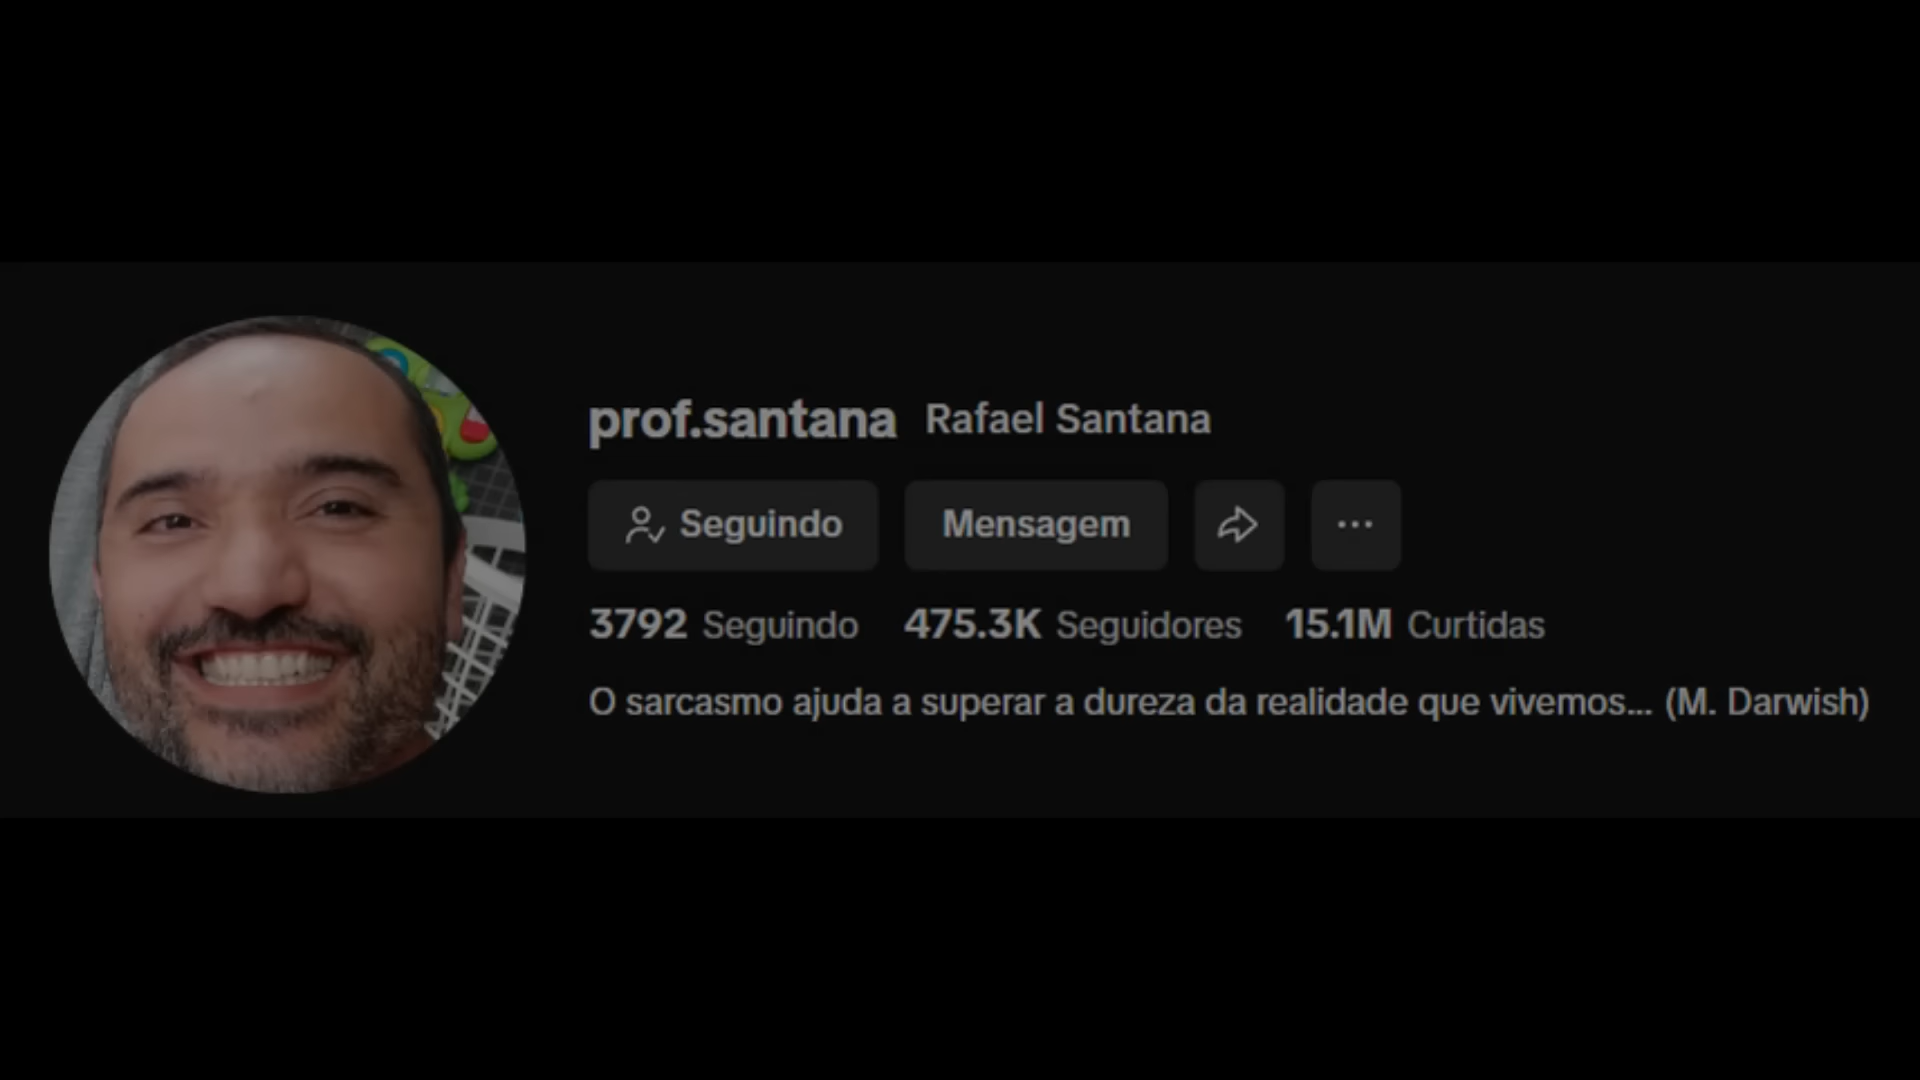 prof.santana Rafael Santana
Seguindo Mensagem ...
3792 Seguindo 475.3K Seguidores 15.1M Curtidas
O sarcasmo ajuda a superar a dureza da realidade que vivemos... (M. Darwish)